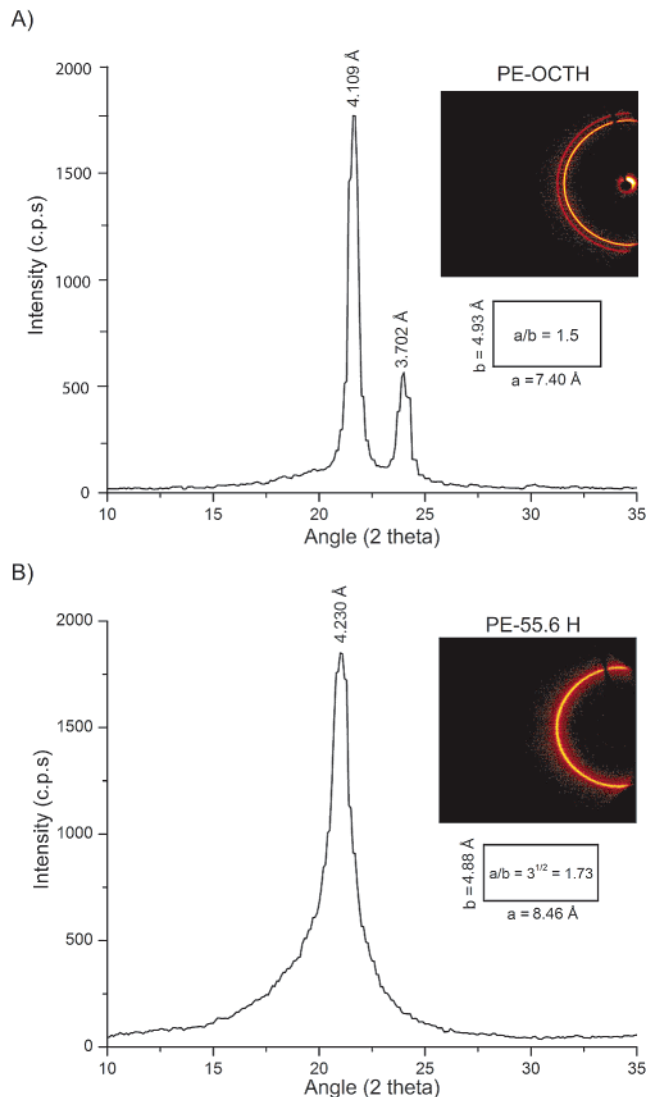 A)
PE-OCTH
4.109 Å
3.702 Å
2000
1500
1000
500
0
Intensity (c.p.s)
b = 4.93 Å
a/b = 1.5
a = 7.40 Å
10 15 20 25 30 35
Angle (2 theta)
B)
PE-55.6 H
4.230 Å
2000
1500
1000
500
0
Intensity (c.p.s)
b = 4.88 Å
a/b = 3^{1/2} = 1.73
a = 8.46 Å
10 15 20 25 30 35
Angle (2 theta)